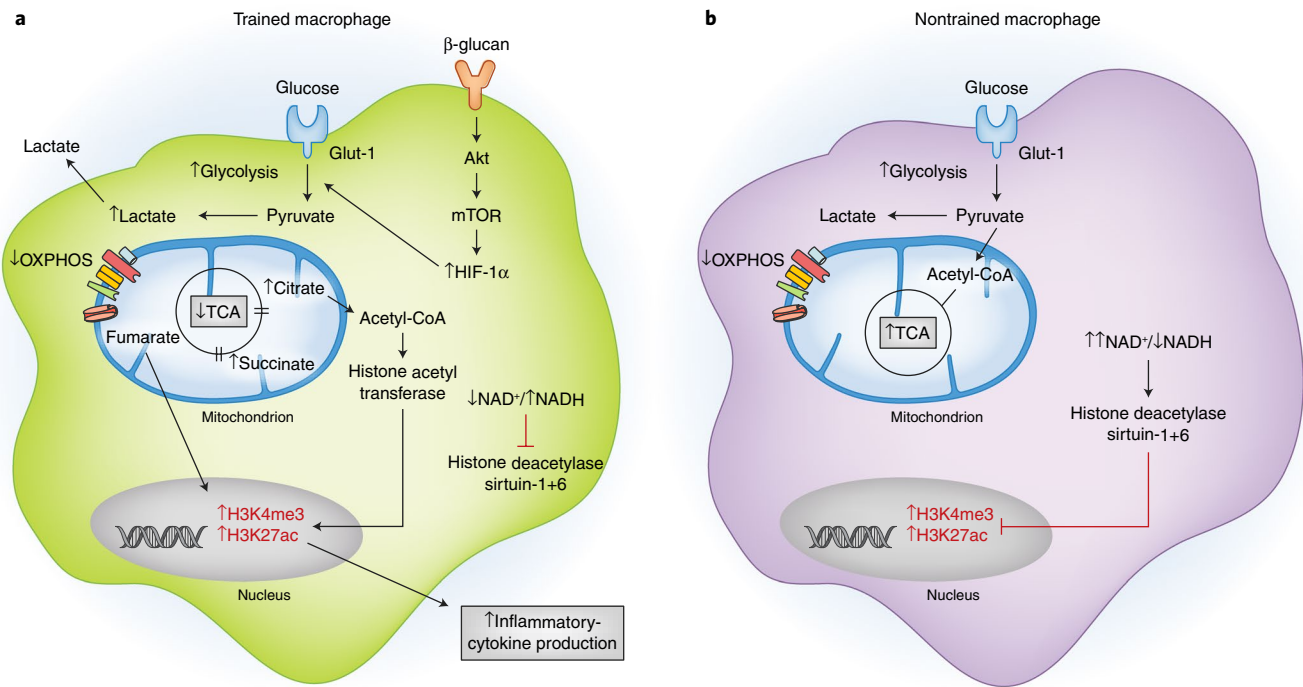 a
Trained macrophage
β-glucan
Glucose
Glut-1
Lactate
↑Glycolysis
Akt
↑Lactate
Pyruvate
mTOR
↓OXPHOS
↑HIF-1α
↑Citrate
↓TCA
Acetyl-CoA
Fumarate
↑Succinate
Histone acetyl
transferase
Mitochondrion
↓NAD⁺/↑NADH
Histone deacetylase
sirtuin-1+6
↑H3K4me3
↑H3K27ac
Nucleus
↑Inflammatory-
cytokine production
b
Nontrained macrophage
Glucose
Glut-1
↑Glycolysis
Lactate
Pyruvate
↓OXPHOS
Acetyl-CoA
↑TCA
↑↑NAD⁺/↓NADH
Mitochondrion
Histone deacetylase
sirtuin-1+6
↑H3K4me3
↑H3K27ac
Nucleus